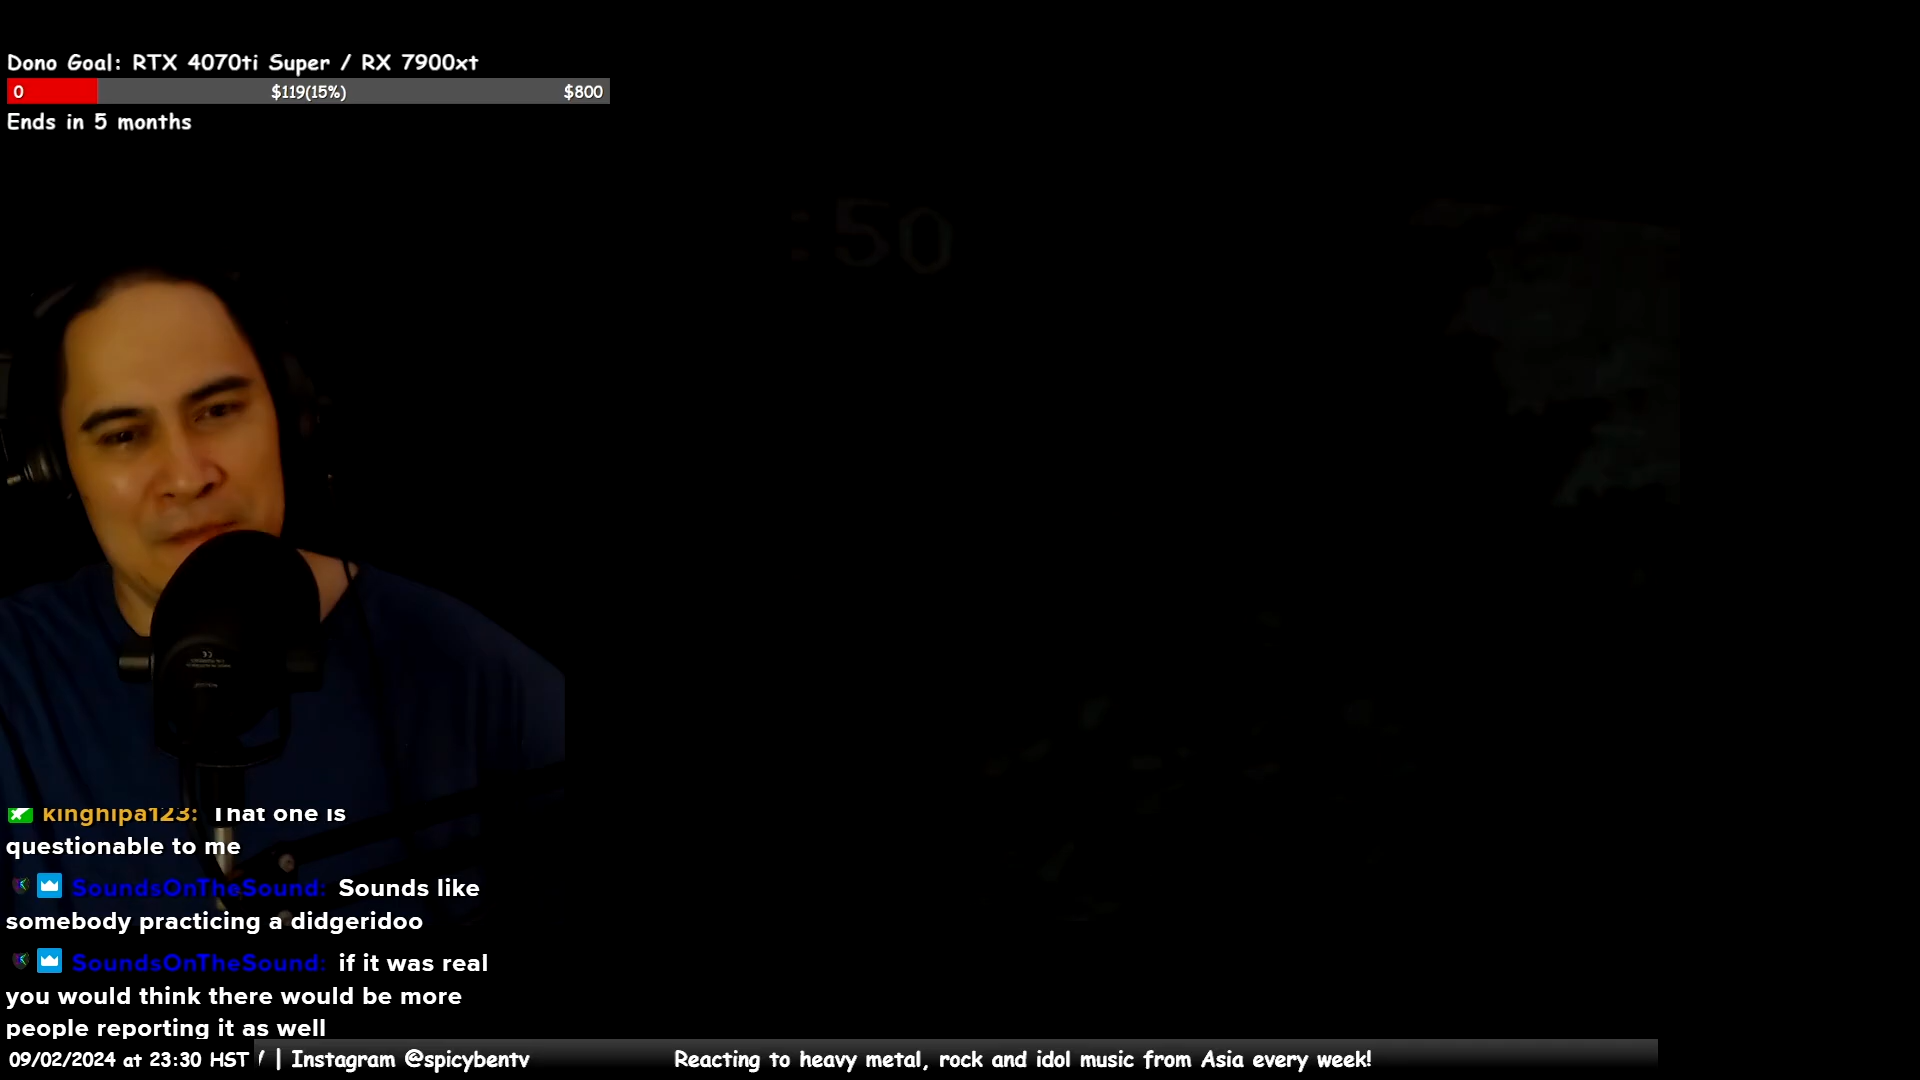 Dono Goal: RTX 4070ti Super / RX 7900xt
0 $119(15%) $800
Ends in 5 months
:50
kinghipa123: That one is
questionable to me
SoundsOnTheSound: Sounds like
somebody practicing a didgeridoo
SoundsOnTheSound: if it was real
you would think there would be more
people reporting it as well
09/02/2024 at 23:30 HST / | Instagram @spicybentv Reacting to heavy metal, rock and idol music from Asia every week!